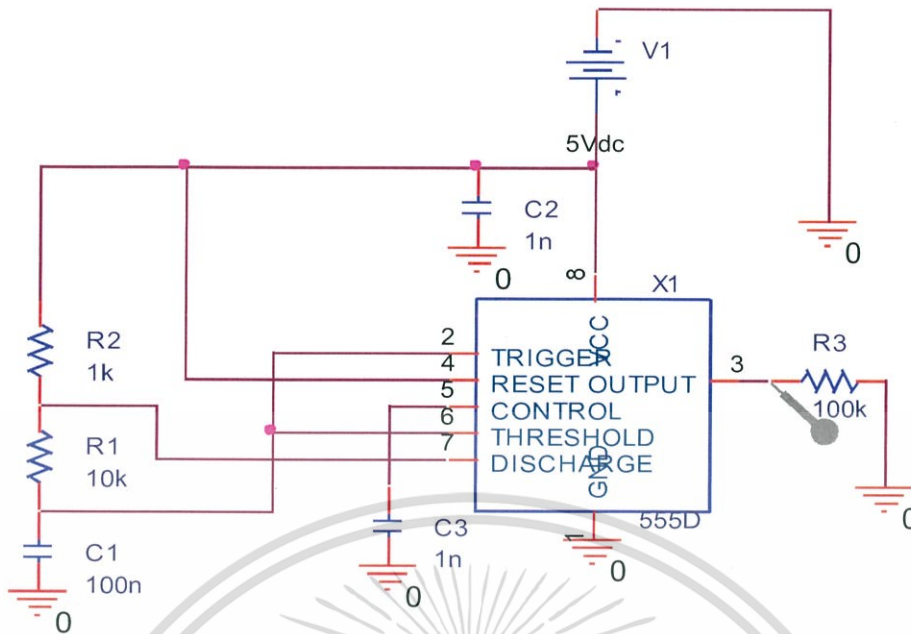 V1
5Vdc
C2
1n
0
0
8
X1
R2
1k
2
TRIGGER
VCC
4
RESET
OUTPUT
3
R3
100k
5
CONTROL
6
THRESHOLD
7
DISCHARGE
GND
R1
10k
555D
0
C3
1n
1
0
0
C1
100n
0